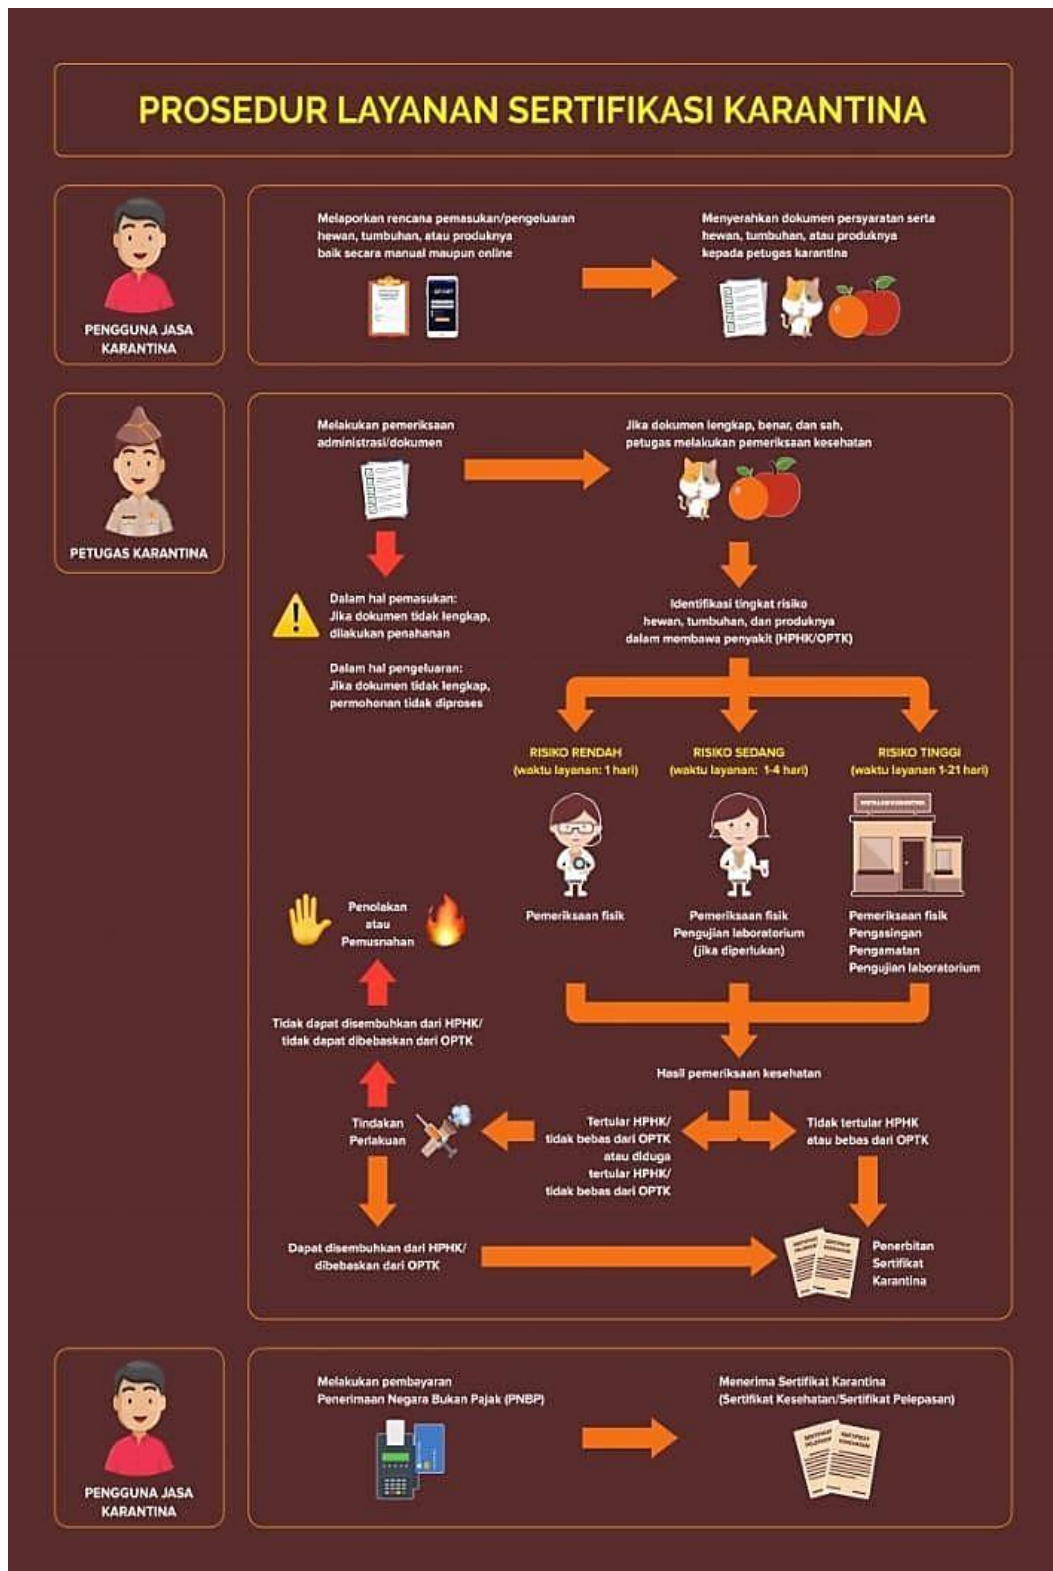 PROSEDUR LAYANAN SERTIFIKASI KARANTINA
PENGGUNA JASA
KARANTINA
Melaporkan rencana pemasukan/pengeluaran
hewan, tumbuhan, atau produknya
baik secara manual maupun online
Menyerahkan dokumen persyaratan serta
hewan, tumbuhan, atau produknya
kepada petugas karantina
PETUGAS KARANTINA
Melakukan pemeriksaan
administrasi/dokumen
Jika dokumen lengkap, benar, dan sah,
petugas melakukan pemeriksaan kesehatan
Dalam hal pemasukan:
Jika dokumen tidak lengkap,
dilakukan penahanan
Dalam hal pengeluaran:
Jika dokumen tidak lengkap,
permohonan tidak diproses
Identifikasi tingkat risiko
hewan, tumbuhan, dan produknya
dalam membawa penyakit (HPHK/OPTK)
RISIKO RENDAH
(waktu layanan: 1 hari)
RISIKO SEDANG
(waktu layanan: 1-4 hari)
RISIKO TINGGI
(waktu layanan 1-21 hari)
Pemeriksaan fisik
Pemeriksaan fisik
Pengujian laboratorium
(jika diperlukan)
Pemeriksaan fisik
Pengasingan
Pengamatan
Pengujian laboratorium
Penolakan
atau
Pemusnahan
Tidak dapat disembuhkan dari HPHK/
tidak dapat dibebaskan dari OPTK
Hasil pemeriksaan kesehatan
Tindakan
Perlakuan
Tertular HPHK/
tidak bebas dari OPTK
atau diduga
tertular HPHK/
tidak bebas dari OPTK
Tidak tertular HPHK
atau bebas dari OPTK
Dapat disembuhkan dari HPHK/
dibebaskan dari OPTK
Penerbitan
Sertifikat
Karantina
PENGGUNA JASA
KARANTINA
Melakukan pembayaran
Penerimaan Negara Bukan Pajak (PNBP)
Menerima Sertifikat Karantina
(Sertifikat Kesehatan/Sertifikat Pelepasan)